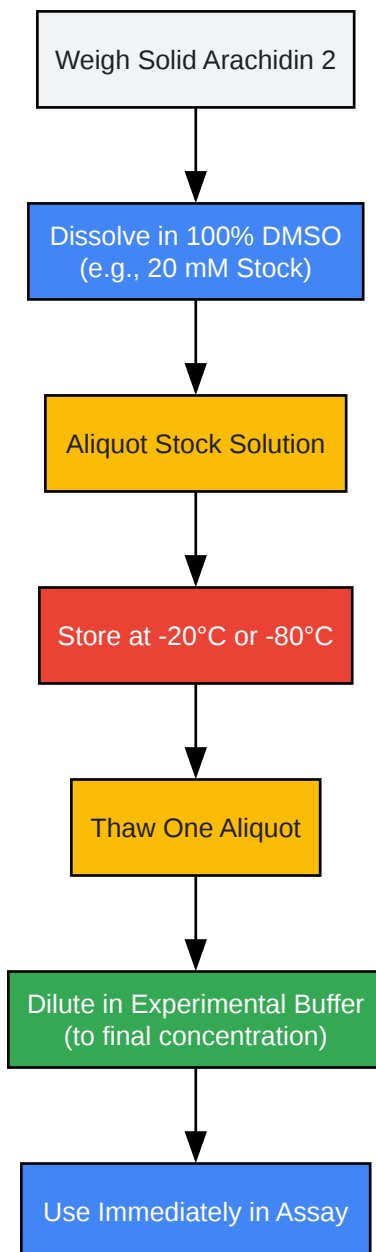 Weigh Solid Arachidin 2
Dissolve in 100% DMSO
(e.g., 20 mM Stock)
Aliquot Stock Solution
Store at -20°C or -80°C
Thaw One Aliquot
Dilute in Experimental Buffer
(to final concentration)
Use Immediately in Assay